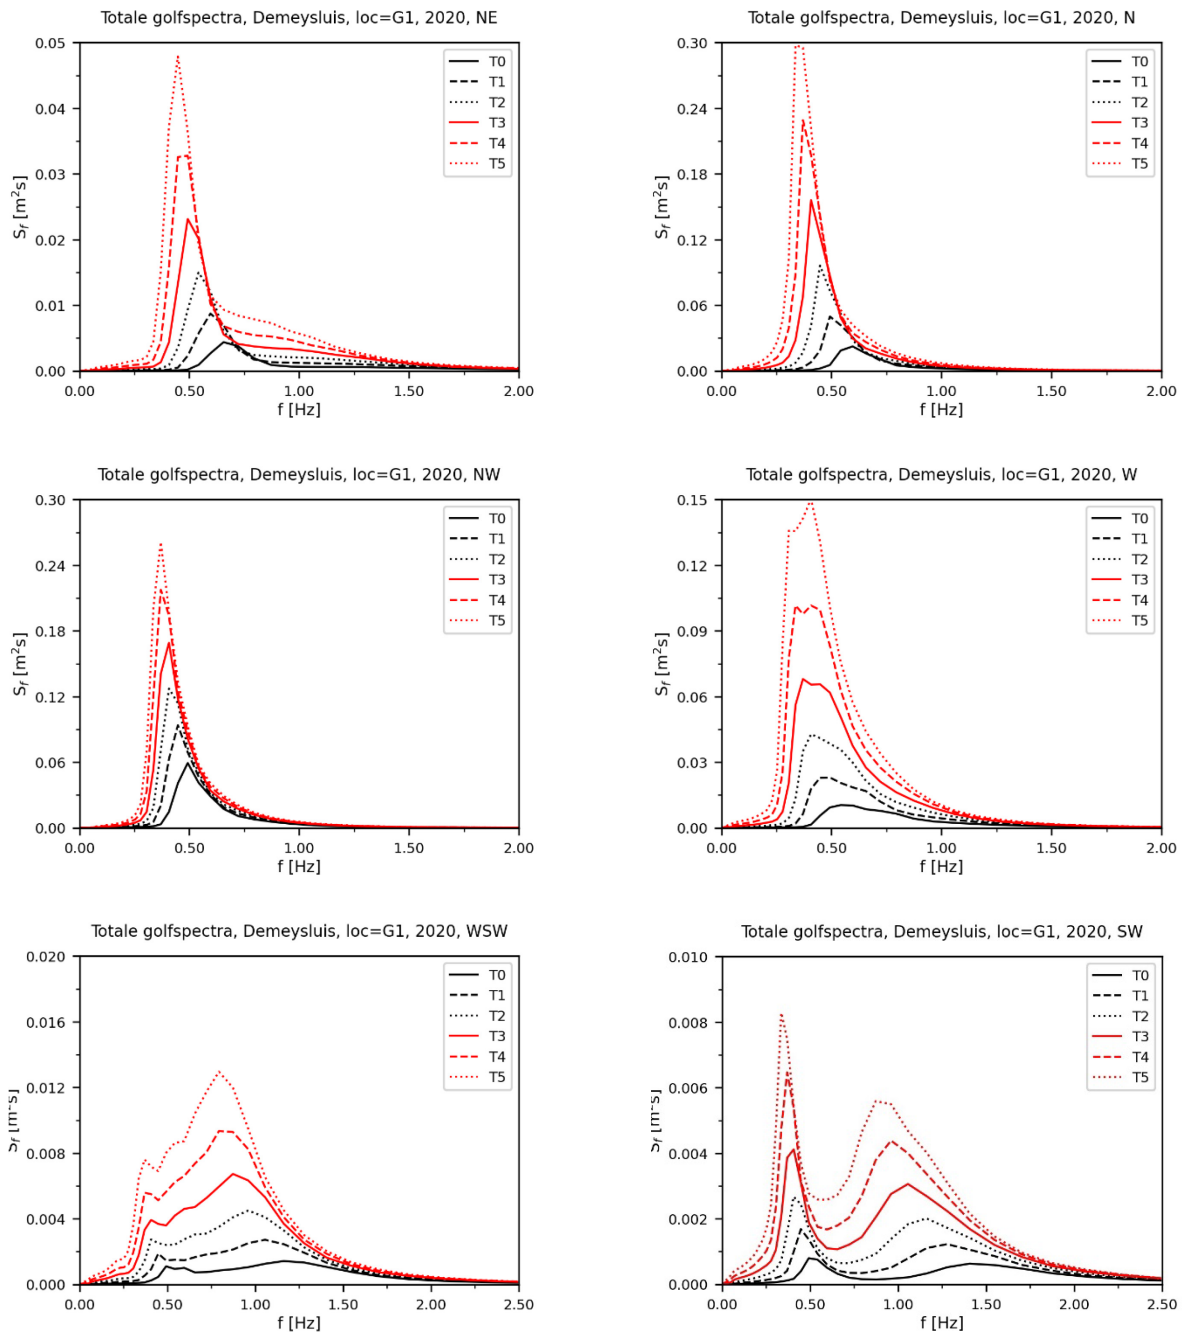 Totale golfspectra, Demeysluis, loc=G1, 2020, NE
0.05
0.04
0.03
0.02
0.01
0.00
S_f [m²s]
0.00 0.50 1.00 1.50 2.00
f [Hz]
T0
T1
T2
T3
T4
T5
Totale golfspectra, Demeysluis, loc=G1, 2020, N
0.30
0.24
0.18
0.12
0.06
0.00
S_f [m²s]
0.00 0.50 1.00 1.50 2.00
f [Hz]
T0
T1
T2
T3
T4
T5
Totale golfspectra, Demeysluis, loc=G1, 2020, NW
0.30
0.24
0.18
0.12
0.06
0.00
S_f [m²s]
0.00 0.50 1.00 1.50 2.00
f [Hz]
T0
T1
T2
T3
T4
T5
Totale golfspectra, Demeysluis, loc=G1, 2020, W
0.15
0.12
0.09
0.06
0.03
0.00
S_f [m²s]
0.00 0.50 1.00 1.50 2.00
f [Hz]
T0
T1
T2
T3
T4
T5
Totale golfspectra, Demeysluis, loc=G1, 2020, WSW
0.020
0.016
0.012
0.008
0.004
0.000
S_f [m²s]
0.00 0.50 1.00 1.50 2.00 2.50
f [Hz]
T0
T1
T2
T3
T4
T5
Totale golfspectra, Demeysluis, loc=G1, 2020, SW
0.010
0.008
0.006
0.004
0.002
0.000
S_f [m²s]
0.00 0.50 1.00 1.50 2.00 2.50
f [Hz]
T0
T1
T2
T3
T4
T5